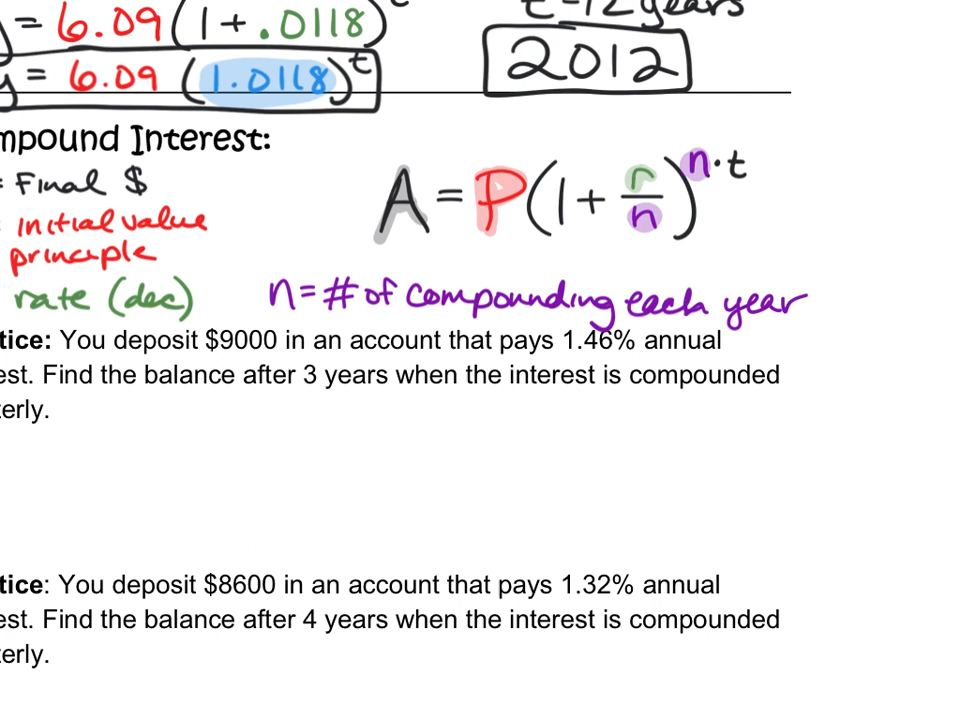 = 6.09 (1 + .0118)
t = 12 years
y = 6.09 (1.0118)^t
2012
mpound Interest:
= Final $
A = P(1 + r/n)^n·t
initial value
principle
rate (dec)
n = # of compounding each year
tice: You deposit $9000 in an account that pays 1.46% annual
est. Find the balance after 3 years when the interest is compounded
terly.
tice: You deposit $8600 in an account that pays 1.32% annual
est. Find the balance after 4 years when the interest is compounded
terly.